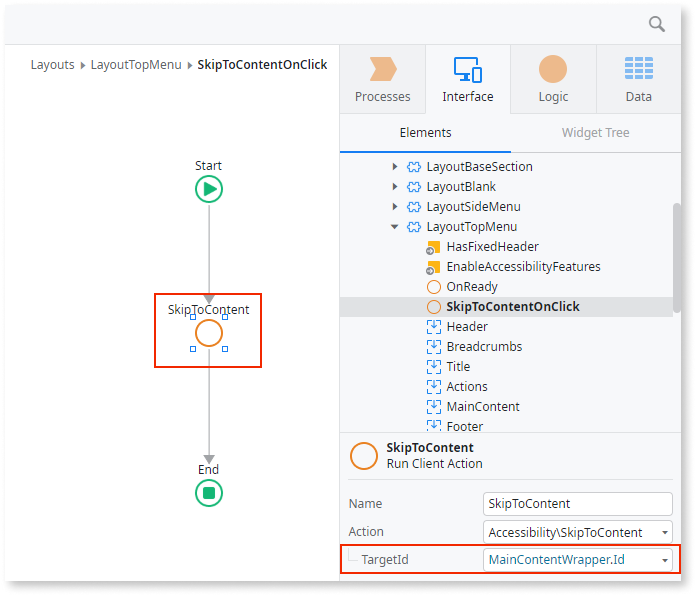 Layouts ▸ LayoutTopMenu ▸ SkipToContentOnClick
Processes
Interface
Logic
Data
Elements
Widget Tree
Start
SkipToContent
End
LayoutBaseSection
LayoutBlank
LayoutSideMenu
LayoutTopMenu
HasFixedHeader
EnableAccessibilityFeatures
OnReady
SkipToContentOnClick
Header
Breadcrumbs
Title
Actions
MainContent
Footer
SkipToContent
Run Client Action
Name SkipToContent
Action Accessibility\SkipToContent
TargetId MainContentWrapper.Id